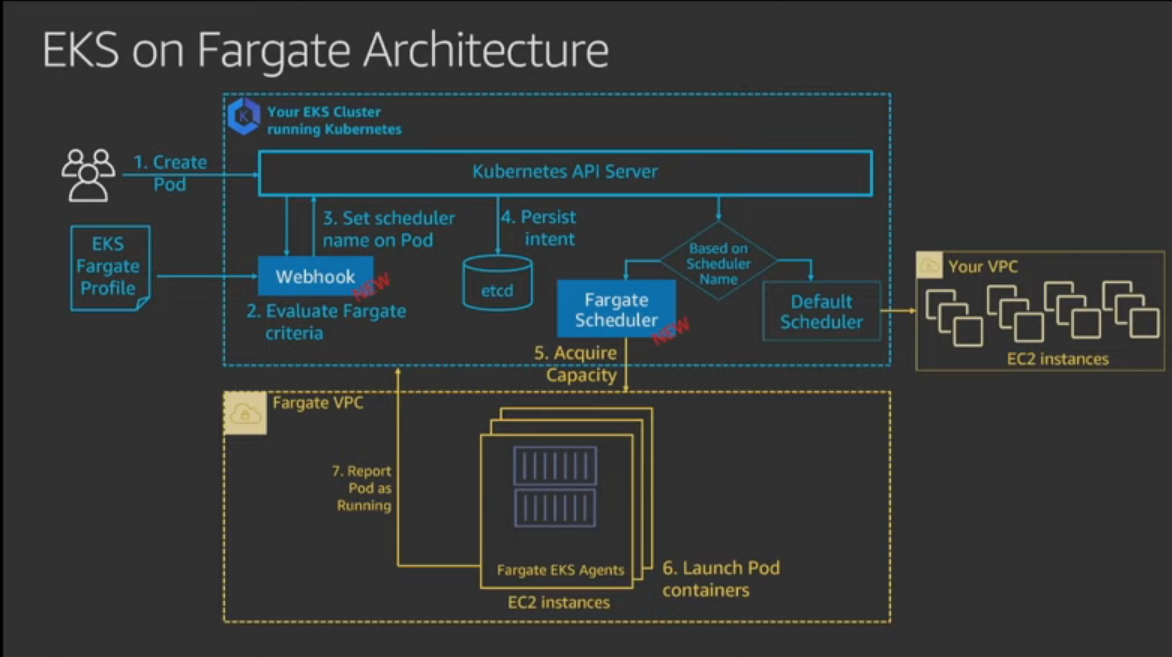 EKS on Fargate Architecture
Your EKS Cluster
running Kubernetes
1. Create
Pod
Kubernetes API Server
EKS
Fargate
Profile
3. Set scheduler
name on Pod
4. Persist
intent
Based on
Scheduler
Name
Webhook
NEW
2. Evaluate Fargate
criteria
etcd
Fargate
Scheduler
NEW
Default
Scheduler
Your VPC
EC2 instances
5. Acquire
Capacity
Fargate VPC
7. Report
Pod as
Running
Fargate EKS Agents
EC2 instances
6. Launch Pod
containers